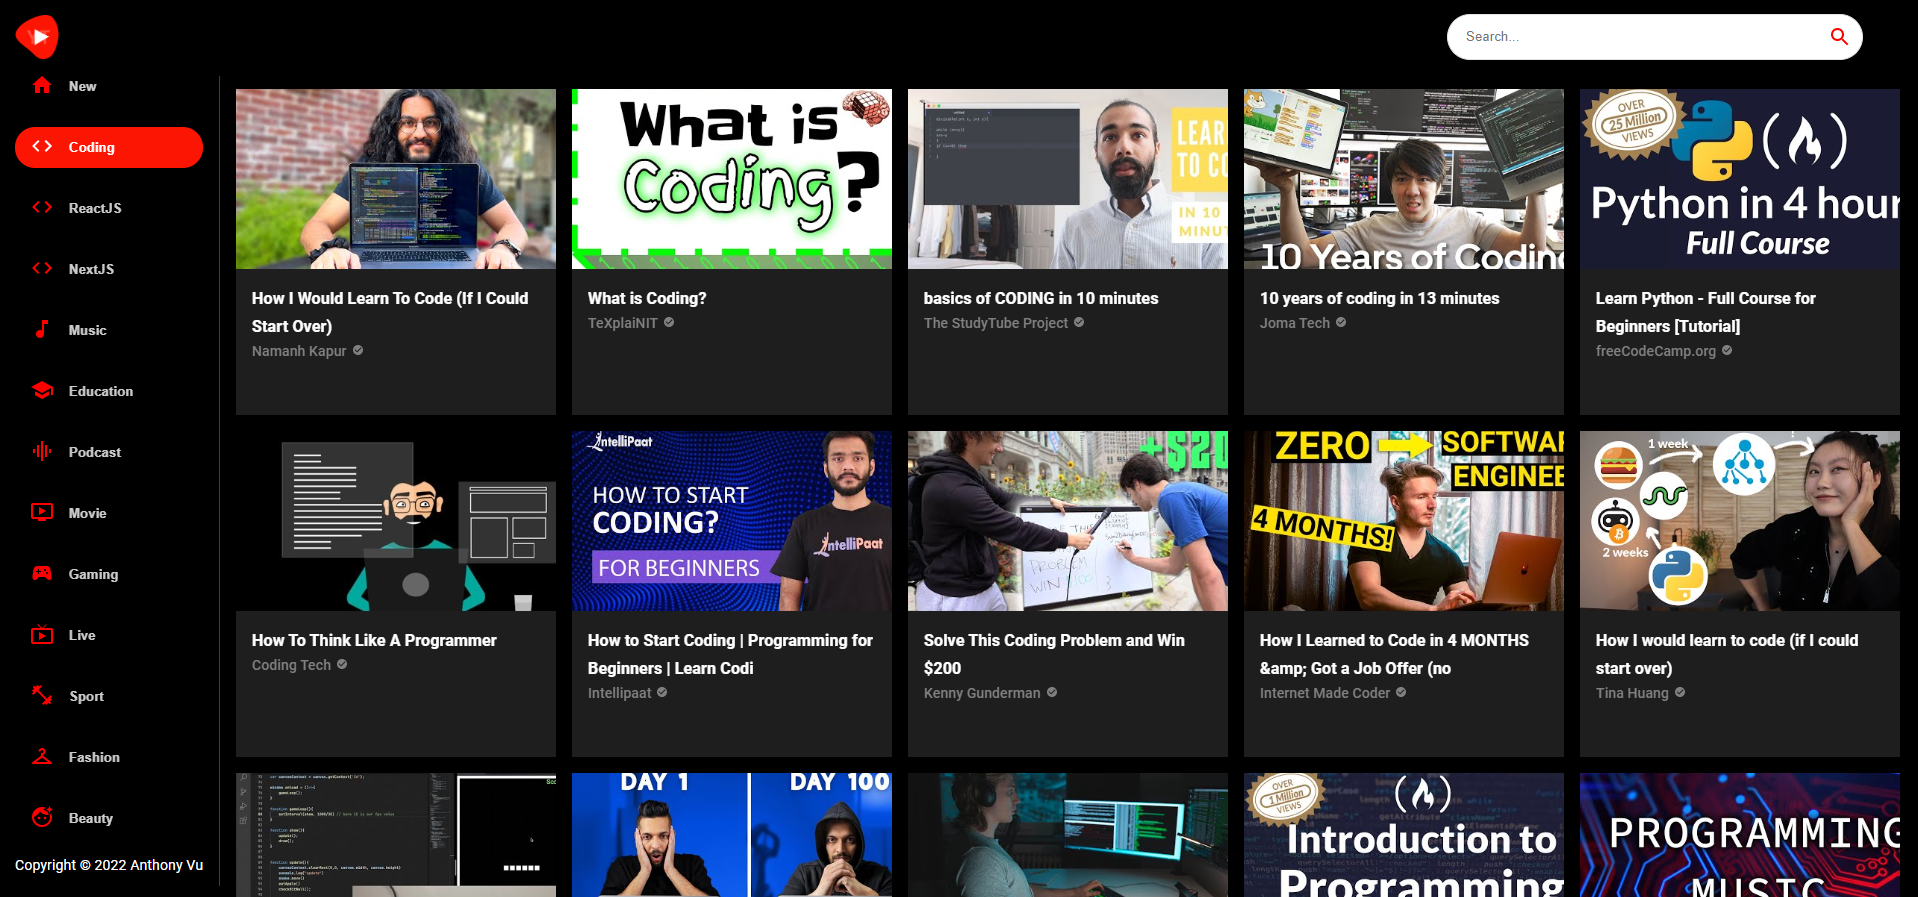 Search...
New
Coding
ReactJS
NextJS
Music
Education
Podcast
Movie
Gaming
Live
Sport
Fashion
Beauty
Copyright © 2022 Anthony Vu
How I Would Learn To Code (If I Could
Start Over)
Namanh Kapur
What is
Coding?
What is Coding?
TeXplaiNIT
LEAR
TO CO
IN 10
MINUT
basics of CODING in 10 minutes
The StudyTube Project
10 Years of Coding
10 years of coding in 13 minutes
Joma Tech
OVER
25 Million
VIEWS
Python in 4 hour
Full Course
Learn Python - Full Course for
Beginners [Tutorial]
freeCodeCamp.org
How To Think Like A Programmer
Coding Tech
IntelliPaat
HOW TO START
CODING?
FOR BEGINNERS
IntelliPaat
How to Start Coding | Programming for
Beginners | Learn Codi
Intellipaat
+$20
PROBLEM
WIN
Solve This Coding Problem and Win
$200
Kenny Gunderman
ZERO
SOFTWAR
ENGINEE
4 MONTHS!
How I Learned to Code in 4 MONTHS
&amp; Got a Job Offer (no
Internet Made Coder
1 week
2 weeks
How I would learn to code (if I could
start over)
Tina Huang
DAY 1
DAY 100
OVER
1 Million
VIEWS
Introduction to
Programming
PROGRAMMING
MUSIC